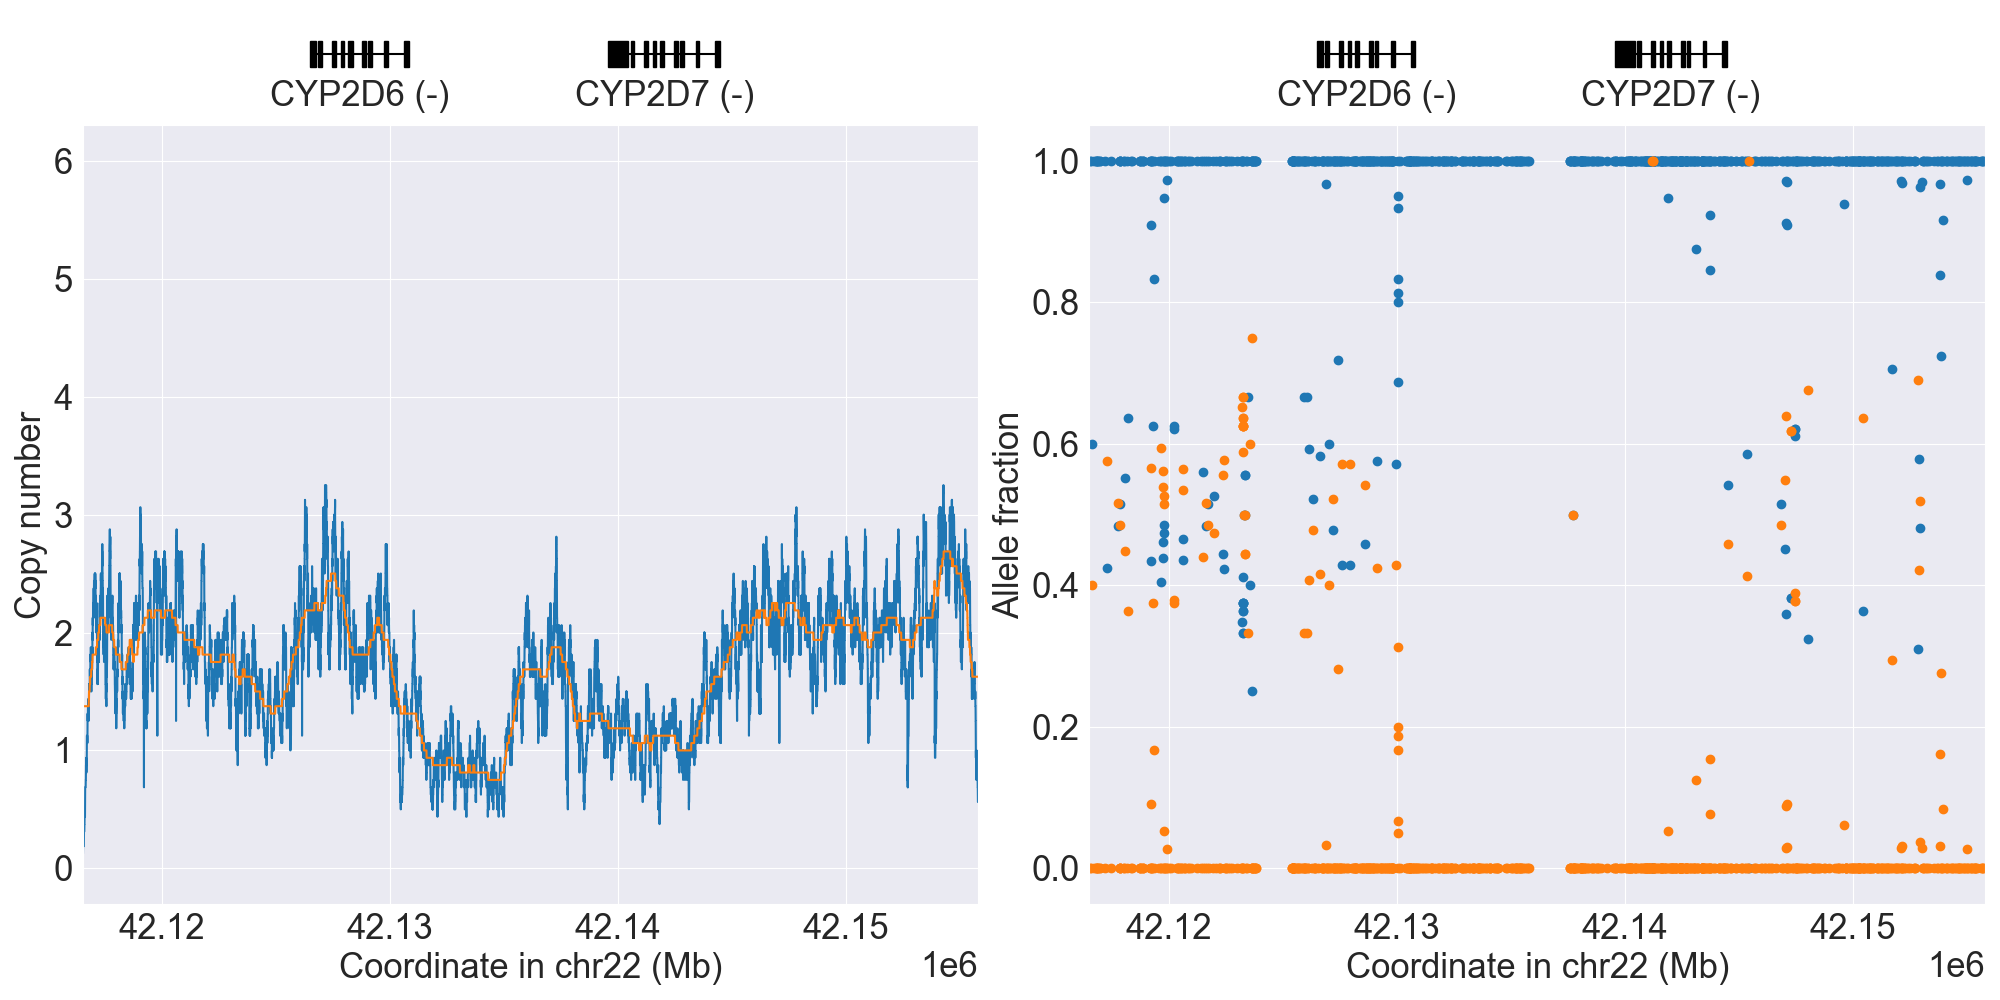 CYP2D6 (-)
CYP2D7 (-)
Copy number
6
5
4
3
2
1
0
42.12
42.13
42.14
42.15
Coordinate in chr22 (Mb)
1e6
CYP2D6 (-)
CYP2D7 (-)
Allele fraction
1.0
0.8
0.6
0.4
0.2
0.0
42.12
42.13
42.14
42.15
Coordinate in chr22 (Mb)
1e6